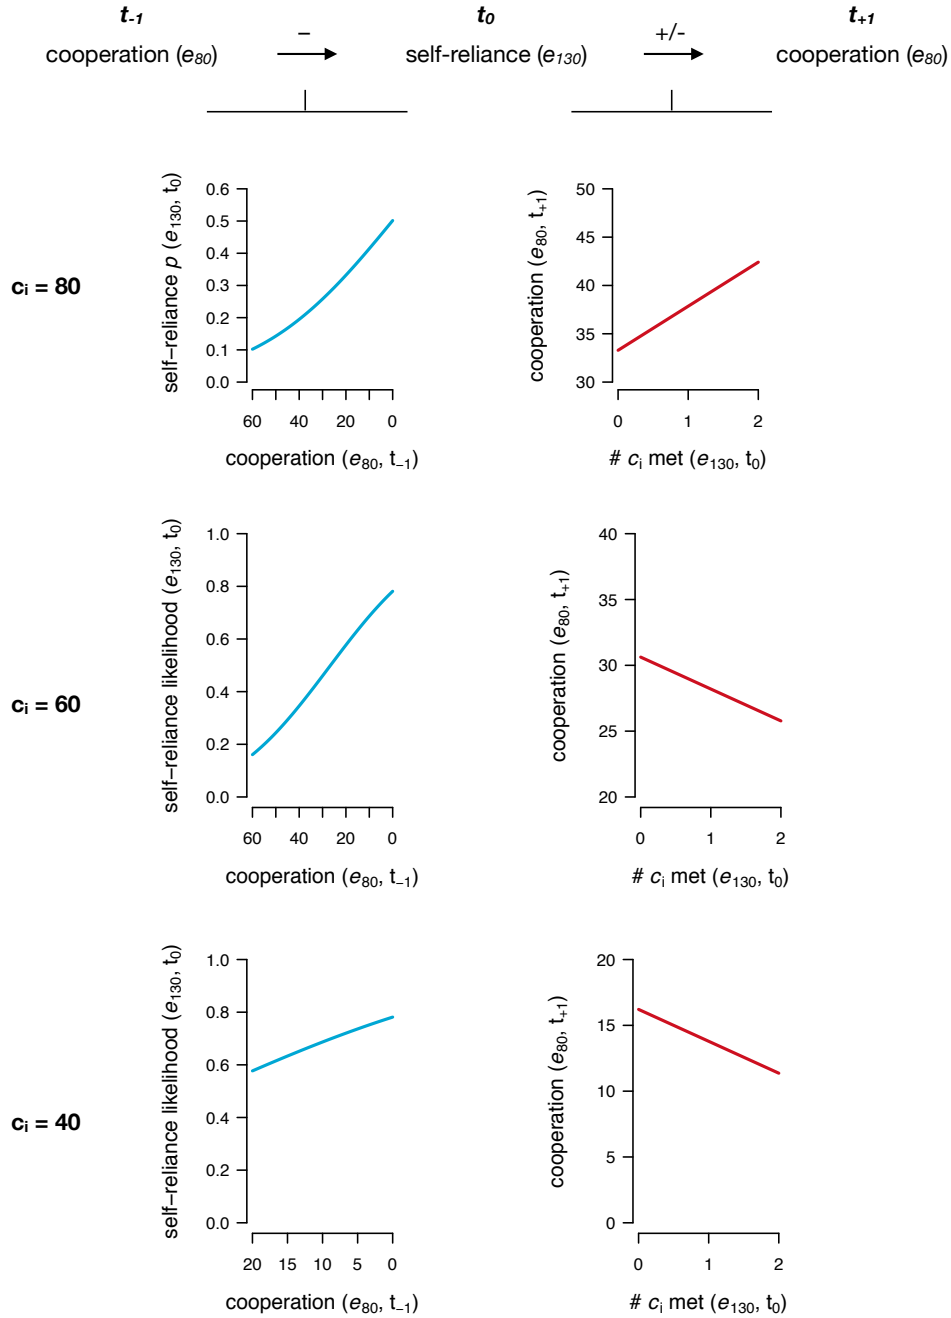 t-1 t0 t+1
cooperation (e80) – self-reliance (e130) +/- cooperation (e80)
ci = 80
self−reliance p (e130, t0)
0.6
0.5
0.4
0.3
0.2
0.1
0.0
60 40 20 0
cooperation (e80, t−1)
cooperation (e80, t+1)
50
45
40
35
30
0 1 2
# ci met (e130, t0)
ci = 60
self−reliance likelihood (e130, t0)
1.0
0.8
0.6
0.4
0.2
0.0
60 40 20 0
cooperation (e80, t−1)
cooperation (e80, t+1)
40
35
30
25
20
0 1 2
# ci met (e130, t0)
ci = 40
self−reliance likelihood (e130, t0)
1.0
0.8
0.6
0.4
0.2
0.0
20 15 10 5 0
cooperation (e80, t−1)
cooperation (e80, t+1)
20
15
10
5
0
0 1 2
# ci met (e130, t0)